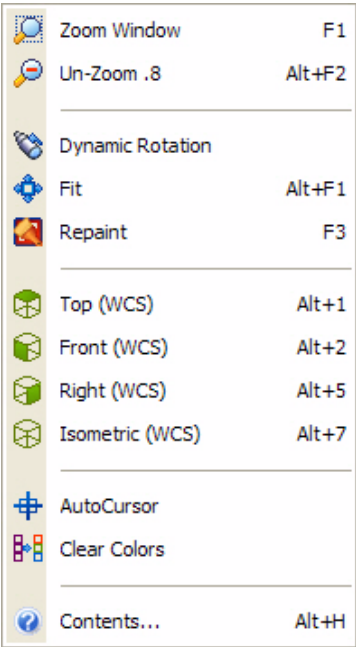 Zoom Window F1
Un-Zoom .8 Alt+F2
Dynamic Rotation
Fit Alt+F1
Repaint F3
Top (WCS) Alt+1
Front (WCS) Alt+2
Right (WCS) Alt+5
Isometric (WCS) Alt+7
AutoCursor
Clear Colors
Contents... Alt+H